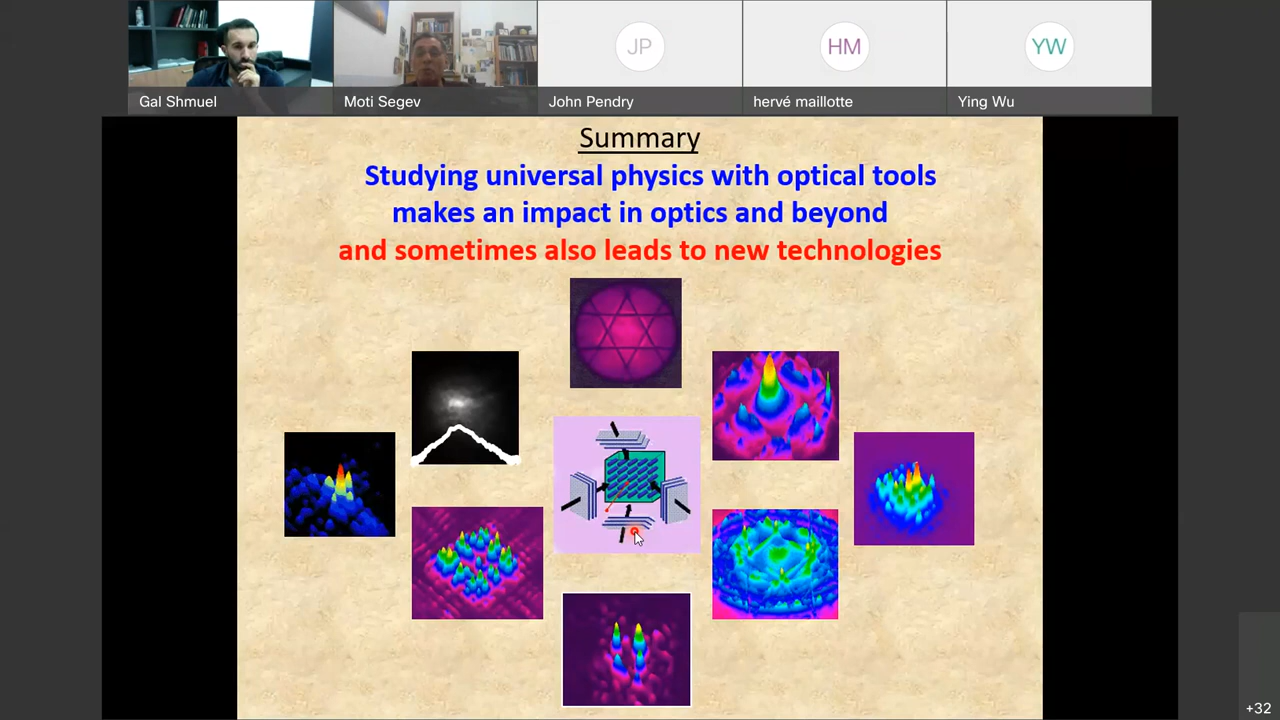 JP
HM
YW
Gal Shmuel
Moti Segev
John Pendry
hervé maillotte
Ying Wu
Summary
Studying universal physics with optical tools
makes an impact in optics and beyond
and sometimes also leads to new technologies
+32